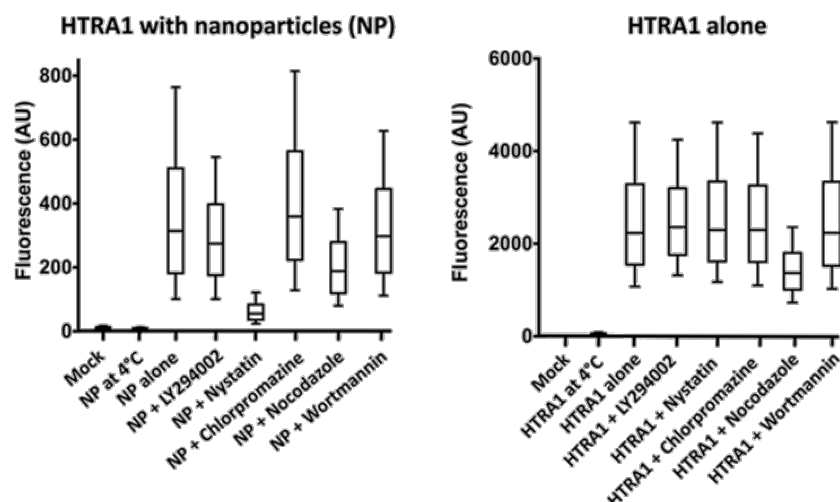 HTRA1 with nanoparticles (NP)
Fluorescence (AU)
800
600
400
200
0
Mock
NP at 4°C
NP alone
NP + LY294002
NP + Nystatin
NP + Chlorpromazine
NP + Nocodazole
NP + Wortmannin
HTRA1 alone
Fluorescence (AU)
6000
4000
2000
0
Mock
HTRA1 at 4°C
HTRA1 alone
HTRA1 + LY294002
HTRA1 + Nystatin
HTRA1 + Chlorpromazine
HTRA1 + Nocodazole
HTRA1 + Wortmannin